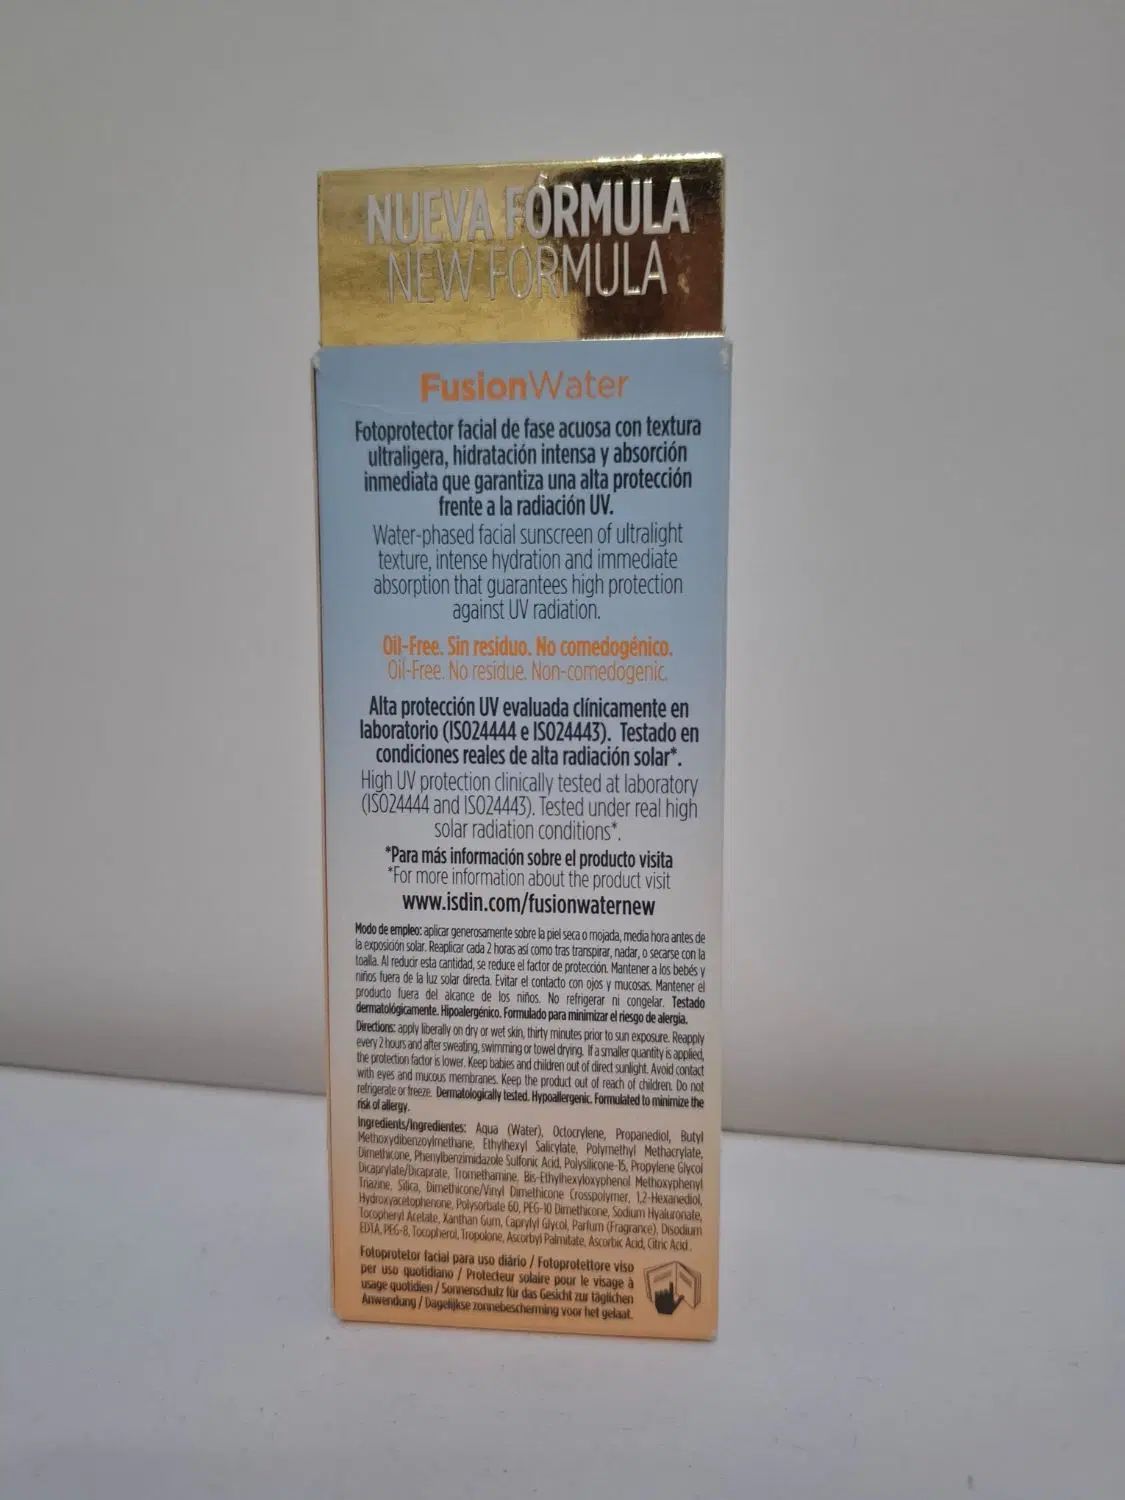 NUEVA FÓRMULA
NEW FORMULA
FusionWater
Fotoprotector facial de fase acuosa con textura
ultraligera, hidratación intensa y absorción
inmediata que garantiza una alta protección
frente a la radiación UV.
Water-phased facial sunscreen of ultralight
texture, intense hydration and immediate
absorption that guarantees high protection
against UV radiation.
Oil-Free. Sin residuo. No comedogénico.
Oil-Free. No residue. Non-comedogenic.
Alta protección UV evaluada clínicamente en
laboratorio (ISO24444 e ISO24443). Testado en
condiciones reales de alta radiación solar*.
High UV protection clinically tested at laboratory
(ISO24444 and ISO24443). Tested under real high
solar radiation conditions*.
*Para más información sobre el producto visita
*For more information about the product visit
www.isdin.com/fusionwaternew
Modo de empleo: aplicar generosamente sobre la piel seca o mojada, media hora antes de
la exposición solar. Reaplicar cada 2 horas así como tras transpirar, nadar, o secarse con la
toalla. Al reducir esta cantidad, se reduce el factor de protección. Mantener a los bebés y
niños fuera de la luz solar directa. Evitar el contacto con ojos y mucosas. Mantener el
producto fuera del alcance de los niños. No refrigerar ni congelar. Testado
dermatológicamente. Hipoalergénico. Formulado para minimizar el riesgo de alergia.
Directions: apply liberally on dry or wet skin, thirty minutes prior to sun exposure. Reapply
every 2 hours and after sweating, swimming or towel drying. If a smaller quantity is applied,
the protection factor is lower. Keep babies and children out of direct sunlight. Avoid contact
with eyes and mucous membranes. Keep the product out of reach of children. Do not
refrigerate or freeze. Dermatologically tested. Hypoallergenic. Formulated to minimize the
risk of allergy.
Ingredients/Ingredientes: Aqua (Water), Octocrylene, Propanediol, Butyl
Methoxydibenzoylmethane, Ethylhexyl Salicylate, Polymethyl Methacrylate,
Dimethicone, Phenylbenzimidazole Sulfonic Acid, Polysilicone-15, Propylene Glycol
Dicaprylate/Dicaprate, Tromethamine, Bis-Ethylhexyloxyphenol Methoxyphenyl
Triazine, Silica, Dimethicone/Vinyl Dimethicone Crosspolymer, 1,2-Hexanediol,
Hydroxyacetophenone, Polysorbate 60, PEG-10 Dimethicone, Sodium Hyaluronate,
Tocopheryl Acetate, Xanthan Gum, Caprylyl Glycol, Parfum (Fragrance), Disodium
EDTA, PEG-8, Tocopherol, Tropolone, Ascorbyl Palmitate, Ascorbic Acid, Citric Acid.
Fotoprotetor facial para uso diário / Fotoprotettore viso
per uso quotidiano / Protecteur solaire pour le visage à
usage quotidien / Sonnenschutz für das Gesicht zur täglichen
Anwendung / Dagelijkse zonnebescherming voor het gelaat.